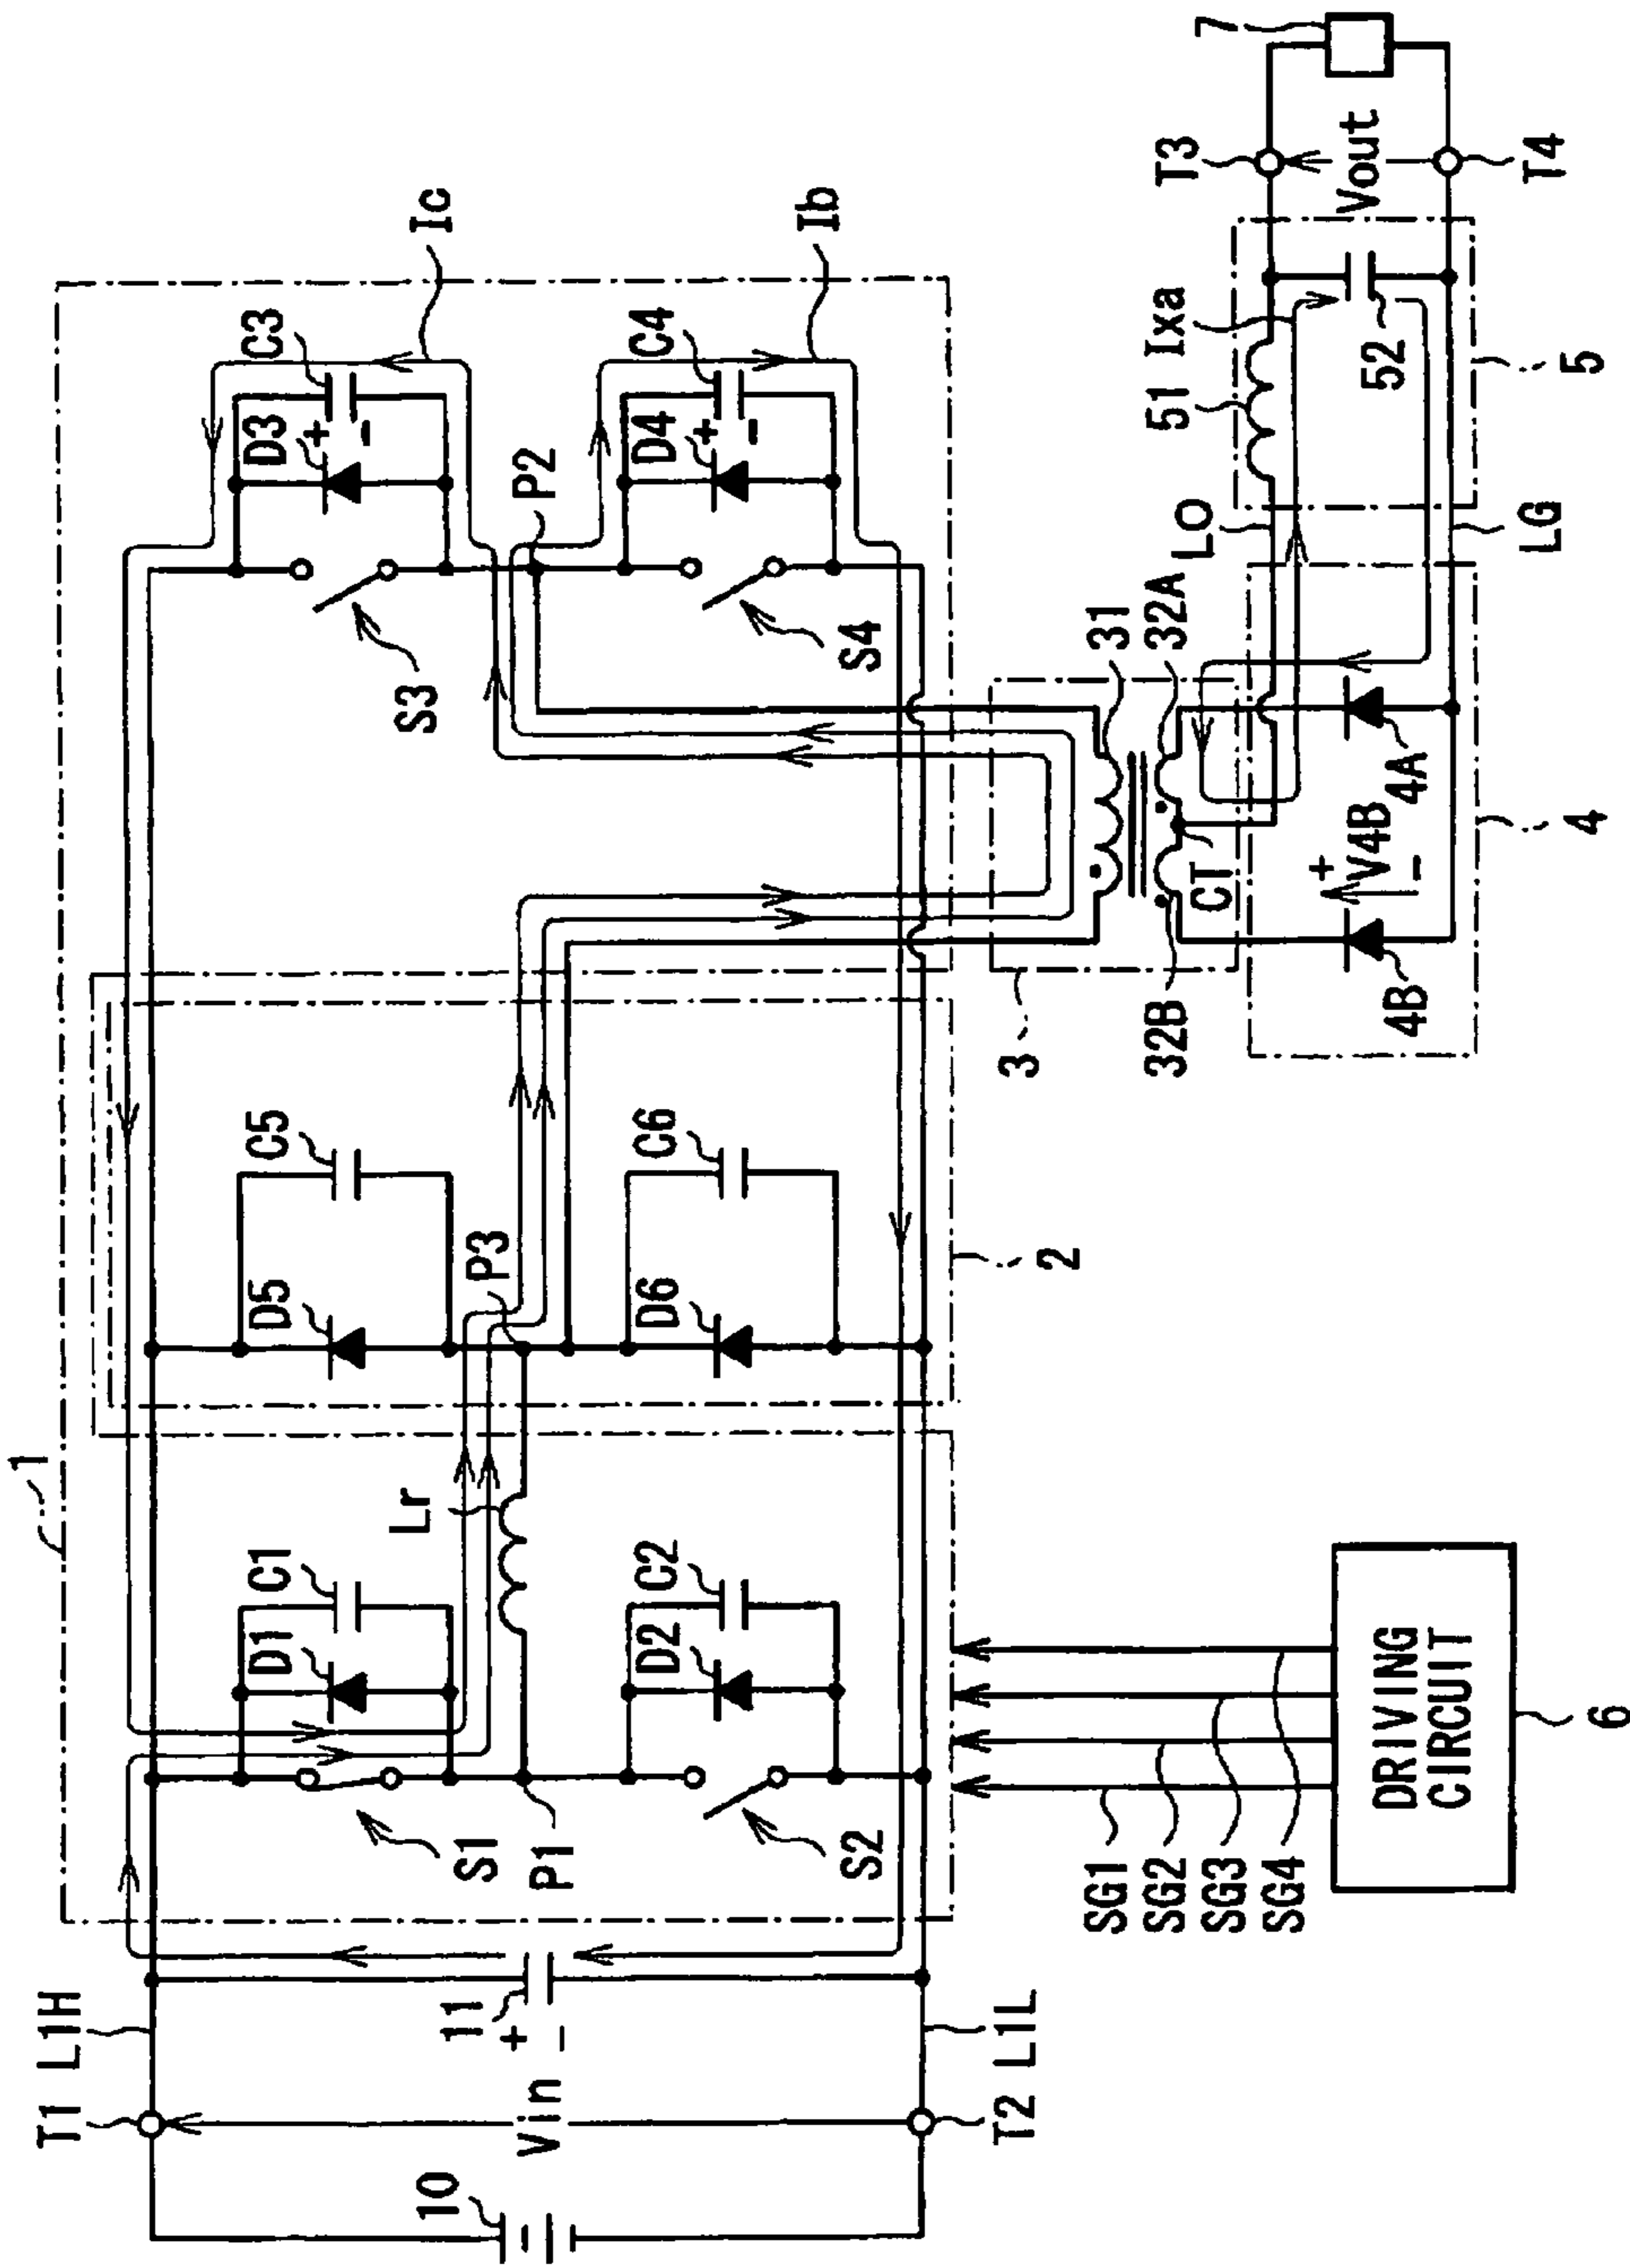 1
T1
L1H
10
Vin
11
+
-
T2
L1L
S1
D1
C1
P1
Lr
S2
D2
C2
D5
C5
P3
D6
C6
2
S3
D3
C3
+
-
Ic
P2
S4
D4
C4
+
-
Ib
3
31
32A
32B
CT
4B
+
V4B
-
4A
4
LO
LG
51
Ixa
52
5
T3
Vout
T4
7
SG1
SG2
SG3
SG4
DRIVING
CIRCUIT
6